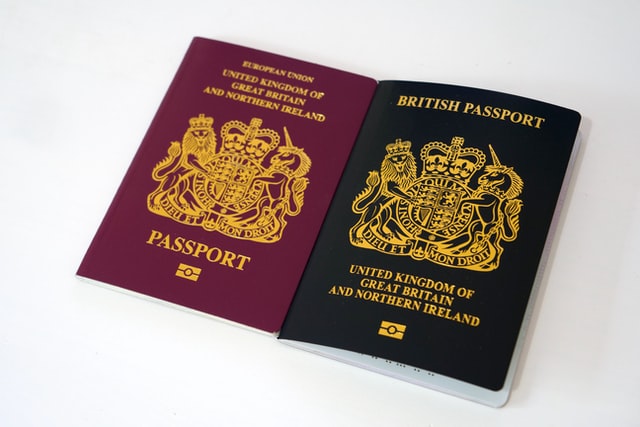 EUROPEAN UNION
UNITED KINGDOM OF
GREAT BRITAIN
AND NORTHERN IRELAND
DIEU ET MON DROIT
PASSPORT
BRITISH PASSPORT
DIEU ET MON DROIT
UNITED KINGDOM OF
GREAT BRITAIN
AND NORTHERN IRELAND